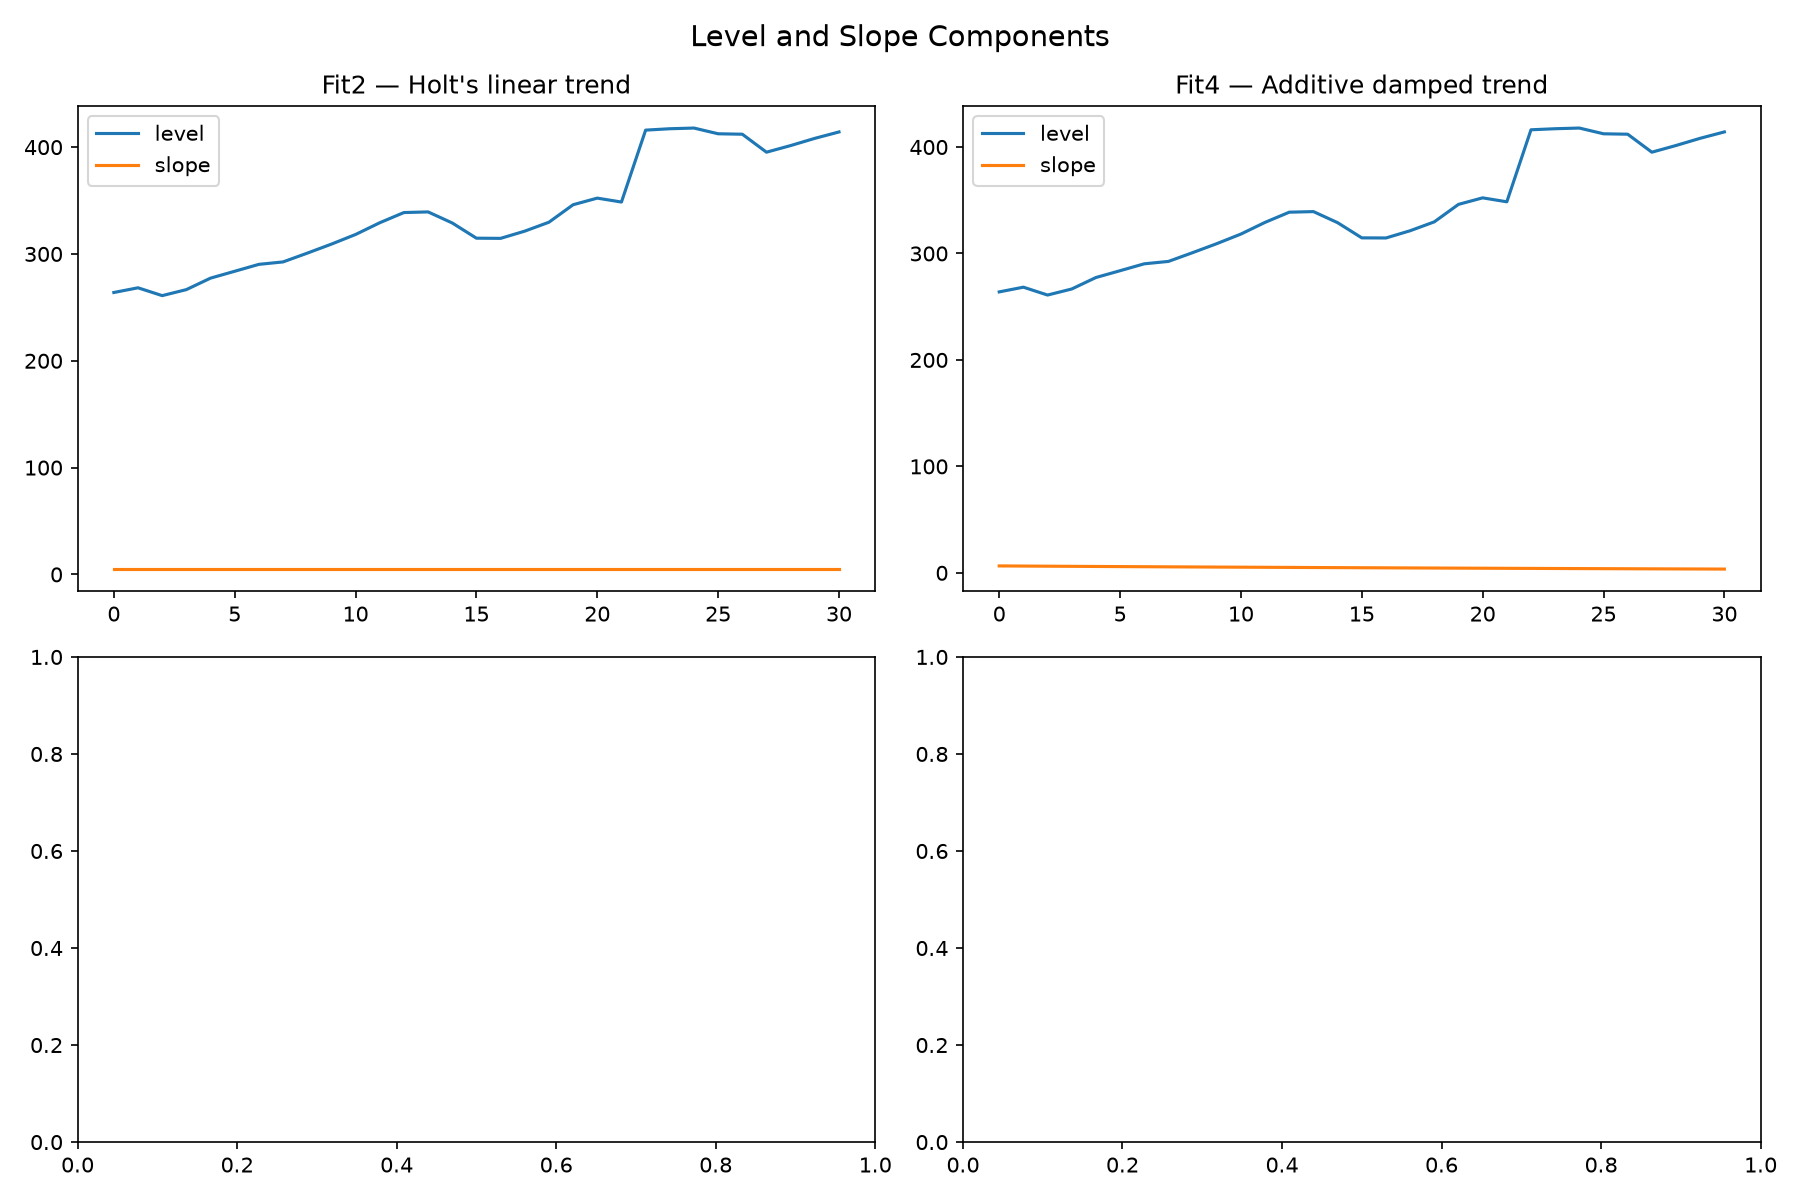 Level and Slope Components
Fit2 — Holt's linear trend
level
slope
400
300
200
100
0
0 5 10 15 20 25 30
Fit4 — Additive damped trend
level
slope
400
300
200
100
0
0 5 10 15 20 25 30
1.0
0.8
0.6
0.4
0.2
0.0
0.0 0.2 0.4 0.6 0.8 1.0
1.0
0.8
0.6
0.4
0.2
0.0
0.0 0.2 0.4 0.6 0.8 1.0